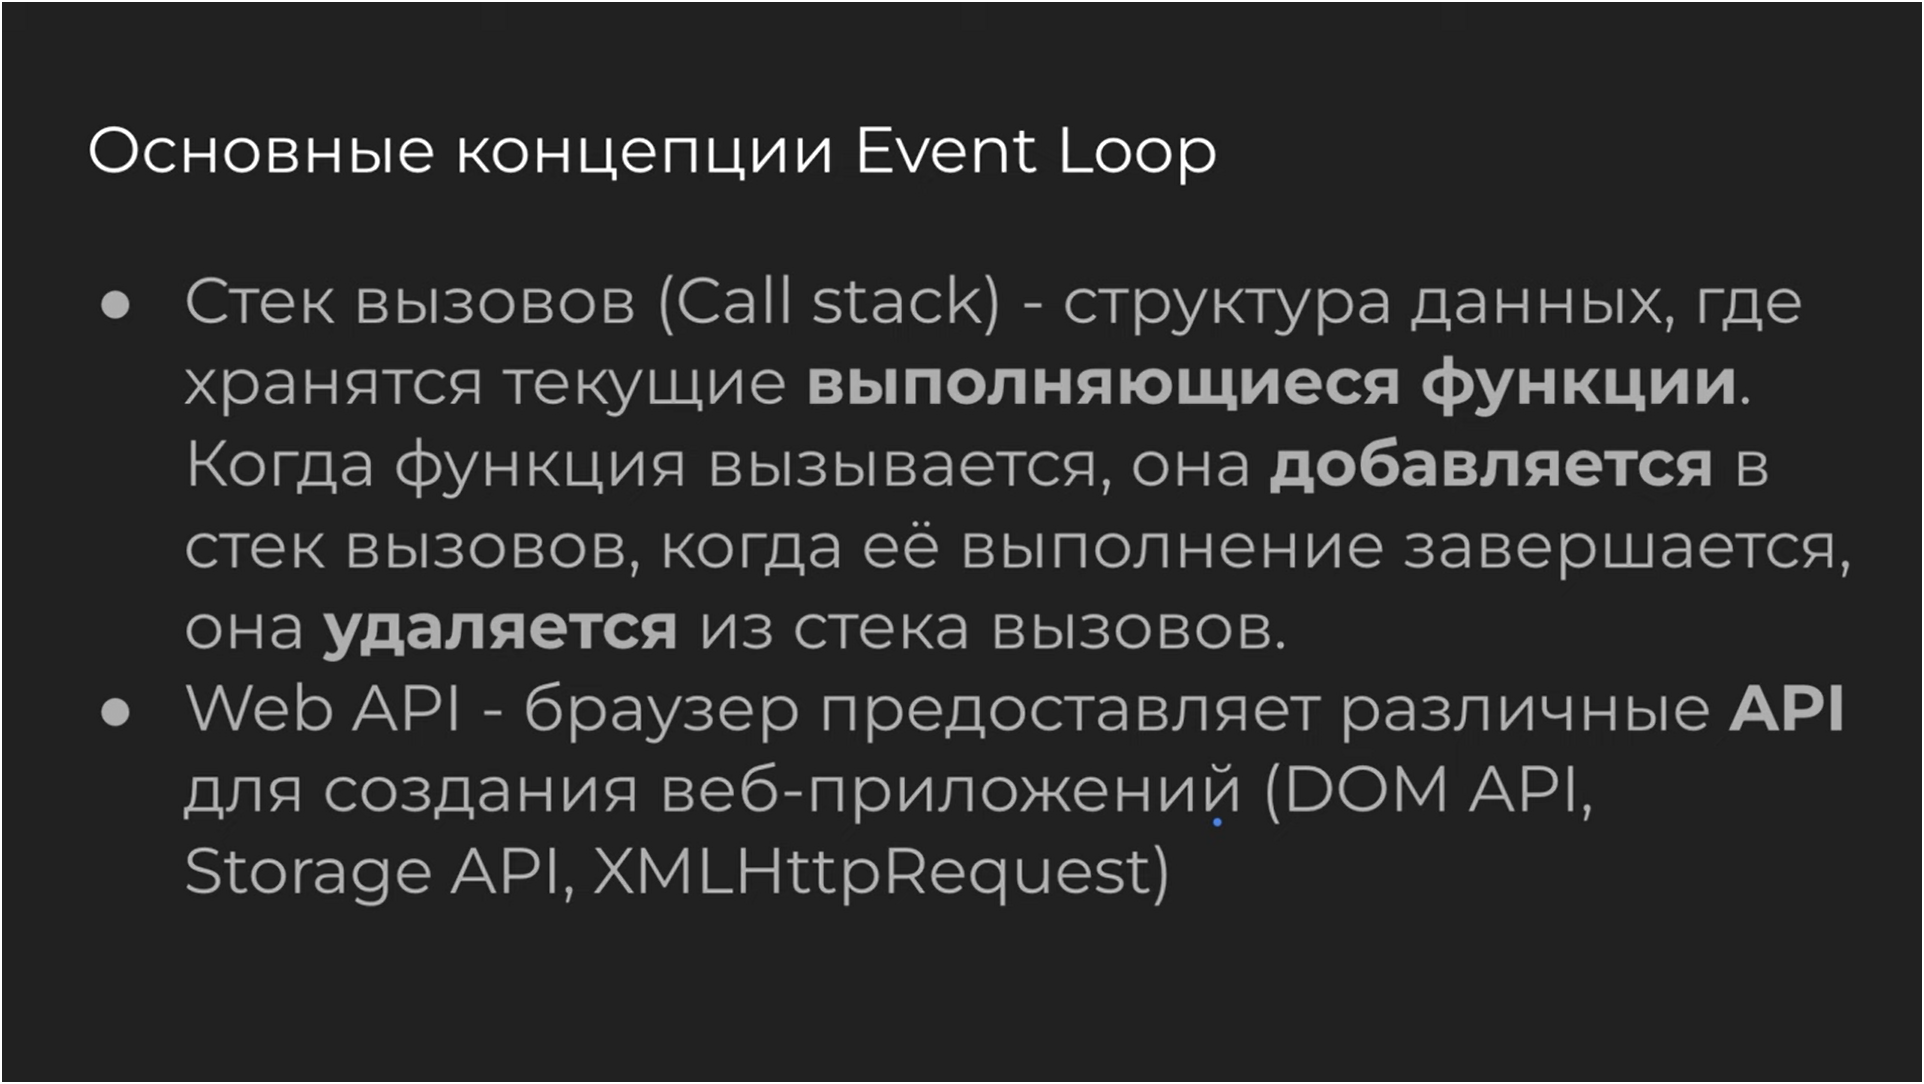 Основные концепции Event Loop
● Стек вызовов (Call stack) - структура данных, где
хранятся текущие выполняющиеся функции.
Когда функция вызывается, она добавляется в
стек вызовов, когда её выполнение завершается,
она удаляется из стека вызовов.
● Web API - браузер предоставляет различные API
для создания веб-приложений (DOM API,
Storage API, XMLHttpRequest)